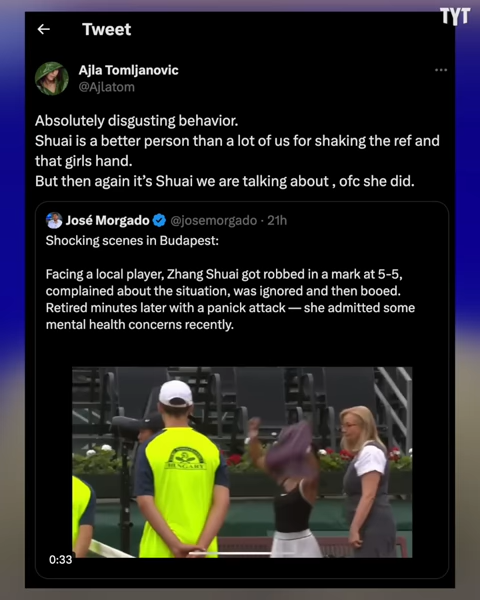 TYT
Tweet
Ajla Tomljanovic
@Ajlatom
Absolutely disgusting behavior.
Shuai is a better person than a lot of us for shaking the ref and
that girls hand.
But then again it's Shuai we are talking about , ofc she did.
José Morgado @josemorgado · 21h
Shocking scenes in Budapest:
Facing a local player, Zhang Shuai got robbed in a mark at 5-5,
complained about the situation, was ignored and then booed.
Retired minutes later with a panick attack — she admitted some
mental health concerns recently.
HUNGARY
0:33